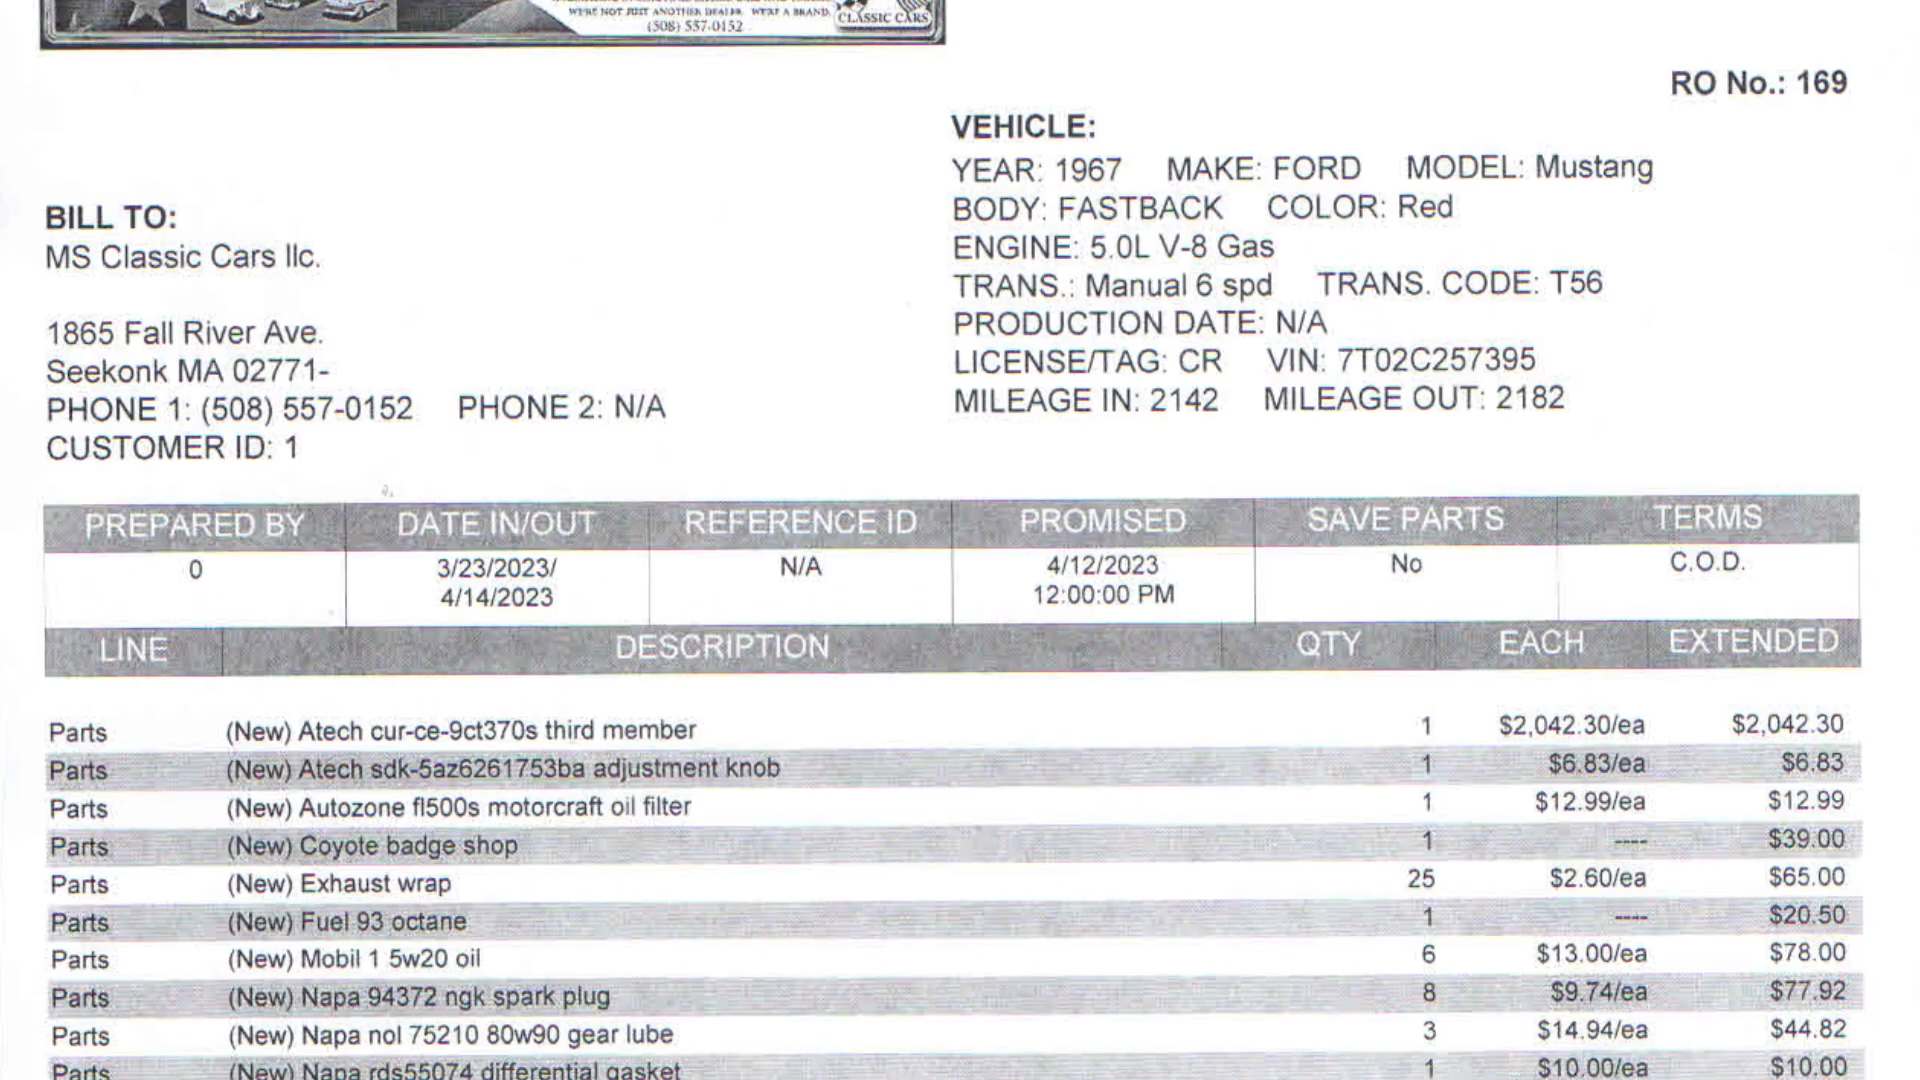 WE'RE NOT JUST ANOTHER DEALER. WE'RE A BRAND.
(508) 557-0152
CLASSIC CARS
RO No.: 169
VEHICLE:
YEAR: 1967 MAKE: FORD MODEL: Mustang
BODY: FASTBACK COLOR: Red
ENGINE: 5.0L V-8 Gas
TRANS.: Manual 6 spd TRANS. CODE: T56
PRODUCTION DATE: N/A
LICENSE/TAG: CR VIN: 7T02C257395
MILEAGE IN: 2142 MILEAGE OUT: 2182
BILL TO:
MS Classic Cars llc.
1865 Fall River Ave.
Seekonk MA 02771-
PHONE 1: (508) 557-0152 PHONE 2: N/A
CUSTOMER ID: 1
PREPARED BY DATE IN/OUT REFERENCE ID PROMISED SAVE PARTS TERMS
0 3/23/2023/ N/A 4/12/2023 No C.O.D.
4/14/2023 12:00:00 PM
LINE DESCRIPTION QTY EACH EXTENDED
Parts (New) Atech cur-ce-9ct370s third member 1 $2,042.30/ea $2,042.30
Parts (New) Atech sdk-5az6261753ba adjustment knob 1 $6.83/ea $6.83
Parts (New) Autozone fl500s motorcraft oil filter 1 $12.99/ea $12.99
Parts (New) Coyote badge shop 1 ---- $39.00
Parts (New) Exhaust wrap 25 $2.60/ea $65.00
Parts (New) Fuel 93 octane 1 ---- $20.50
Parts (New) Mobil 1 5w20 oil 6 $13.00/ea $78.00
Parts (New) Napa 94372 ngk spark plug 8 $9.74/ea $77.92
Parts (New) Napa nol 75210 80w90 gear lube 3 $14.94/ea $44.82
Parts (New) Napa rds55074 differential gasket 1 $10.00/ea $10.00